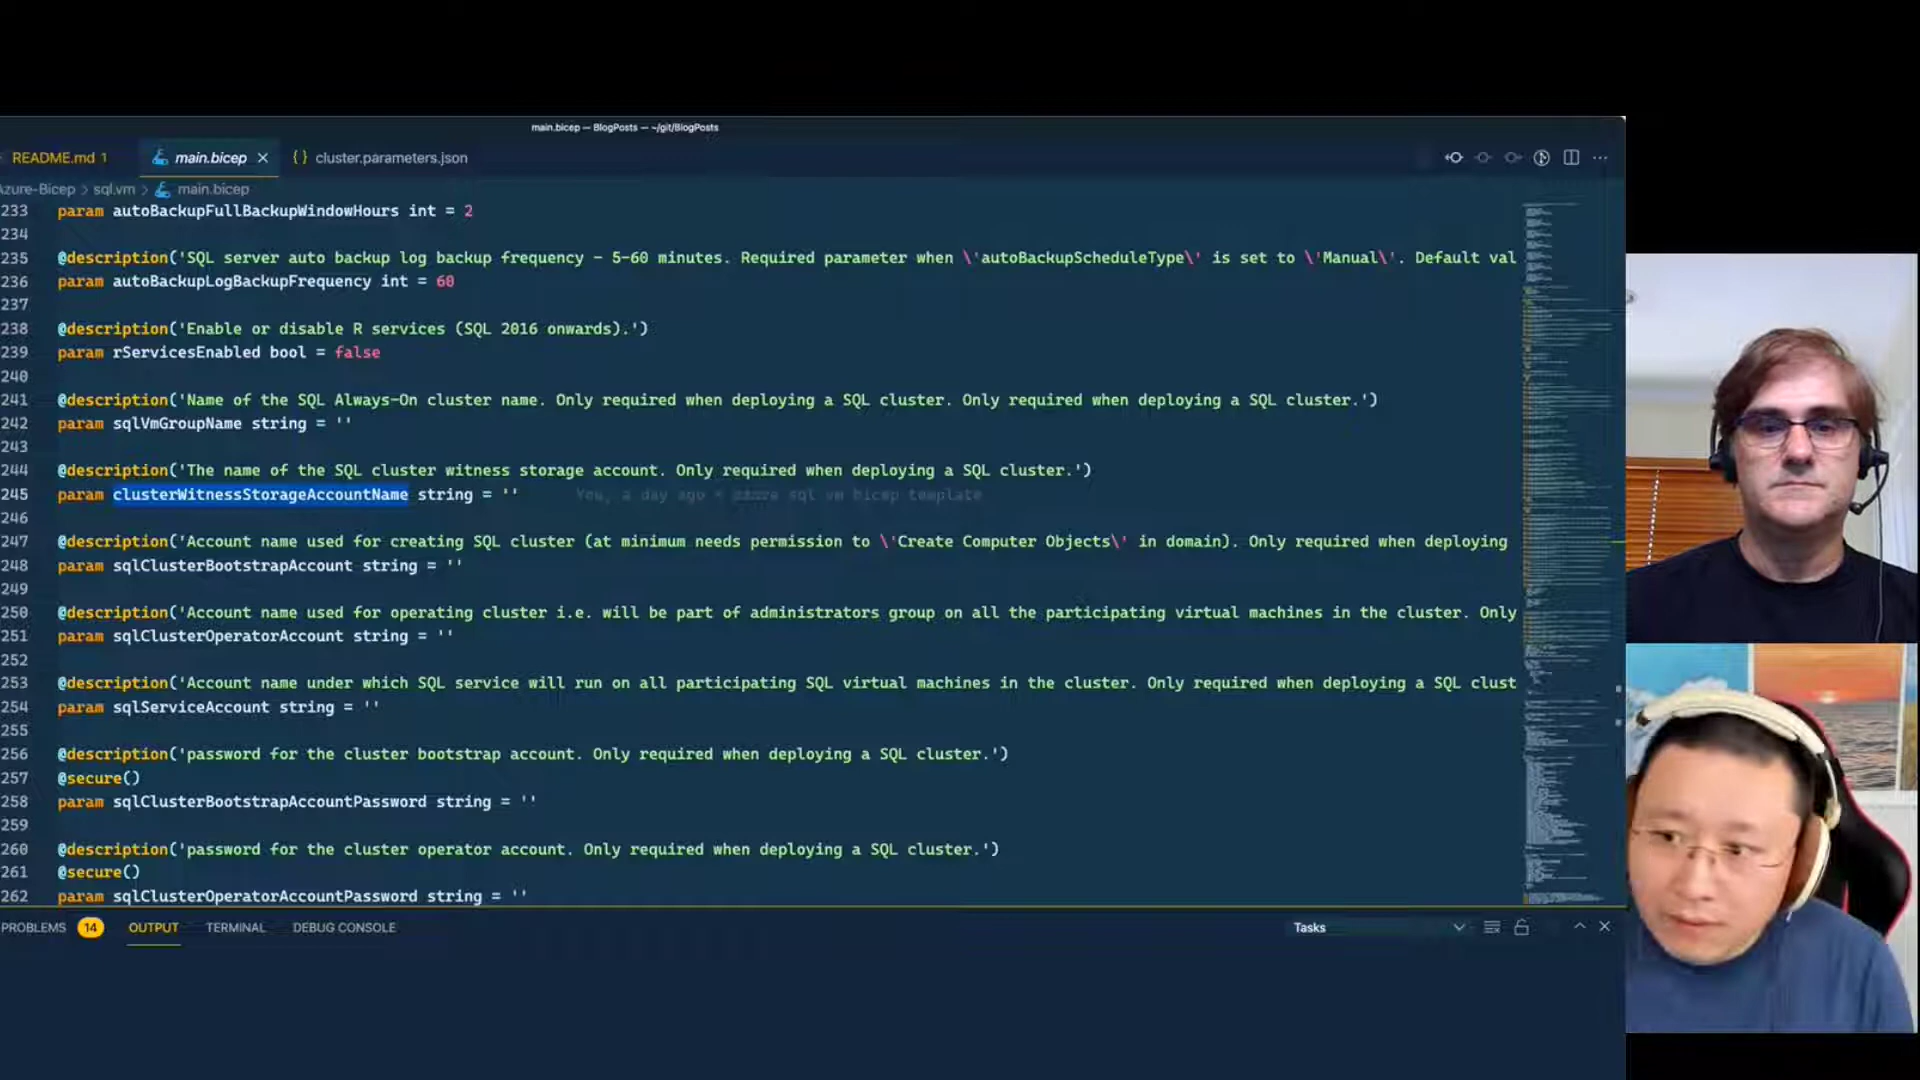 main.bicep — BlogPosts — ~/git/BlogPosts
README.md 1
main.bicep
{} cluster.parameters.json
Azure-Bicep > sql.vm > main.bicep
233 param autoBackupFullBackupWindowHours int = 2
234
235 @description('SQL server auto backup log backup frequency - 5-60 minutes. Required parameter when \'autoBackupScheduleType\' is set to \'Manual\'. Default val
236 param autoBackupLogBackupFrequency int = 60
237
238 @description('Enable or disable R services (SQL 2016 onwards).')
239 param rServicesEnabled bool = false
240
241 @description('Name of the SQL Always-On cluster name. Only required when deploying a SQL cluster. Only required when deploying a SQL cluster.')
242 param sqlVmGroupName string = ''
243
244 @description('The name of the SQL cluster witness storage account. Only required when deploying a SQL cluster.')
245 param clusterWitnessStorageAccountName string = '' You, a day ago • azure sql vm bicep template
246
247 @description('Account name used for creating SQL cluster (at minimum needs permission to \'Create Computer Objects\' in domain). Only required when deploying
248 param sqlClusterBootstrapAccount string = ''
249
250 @description('Account name used for operating cluster i.e. will be part of administrators group on all the participating virtual machines in the cluster. Only
251 param sqlClusterOperatorAccount string = ''
252
253 @description('Account name under which SQL service will run on all participating SQL virtual machines in the cluster. Only required when deploying a SQL clust
254 param sqlServiceAccount string = ''
255
256 @description('password for the cluster bootstrap account. Only required when deploying a SQL cluster.')
257 @secure()
258 param sqlClusterBootstrapAccountPassword string = ''
259
260 @description('password for the cluster operator account. Only required when deploying a SQL cluster.')
261 @secure()
262 param sqlClusterOperatorAccountPassword string = ''
PROBLEMS 14 OUTPUT TERMINAL DEBUG CONSOLE Tasks